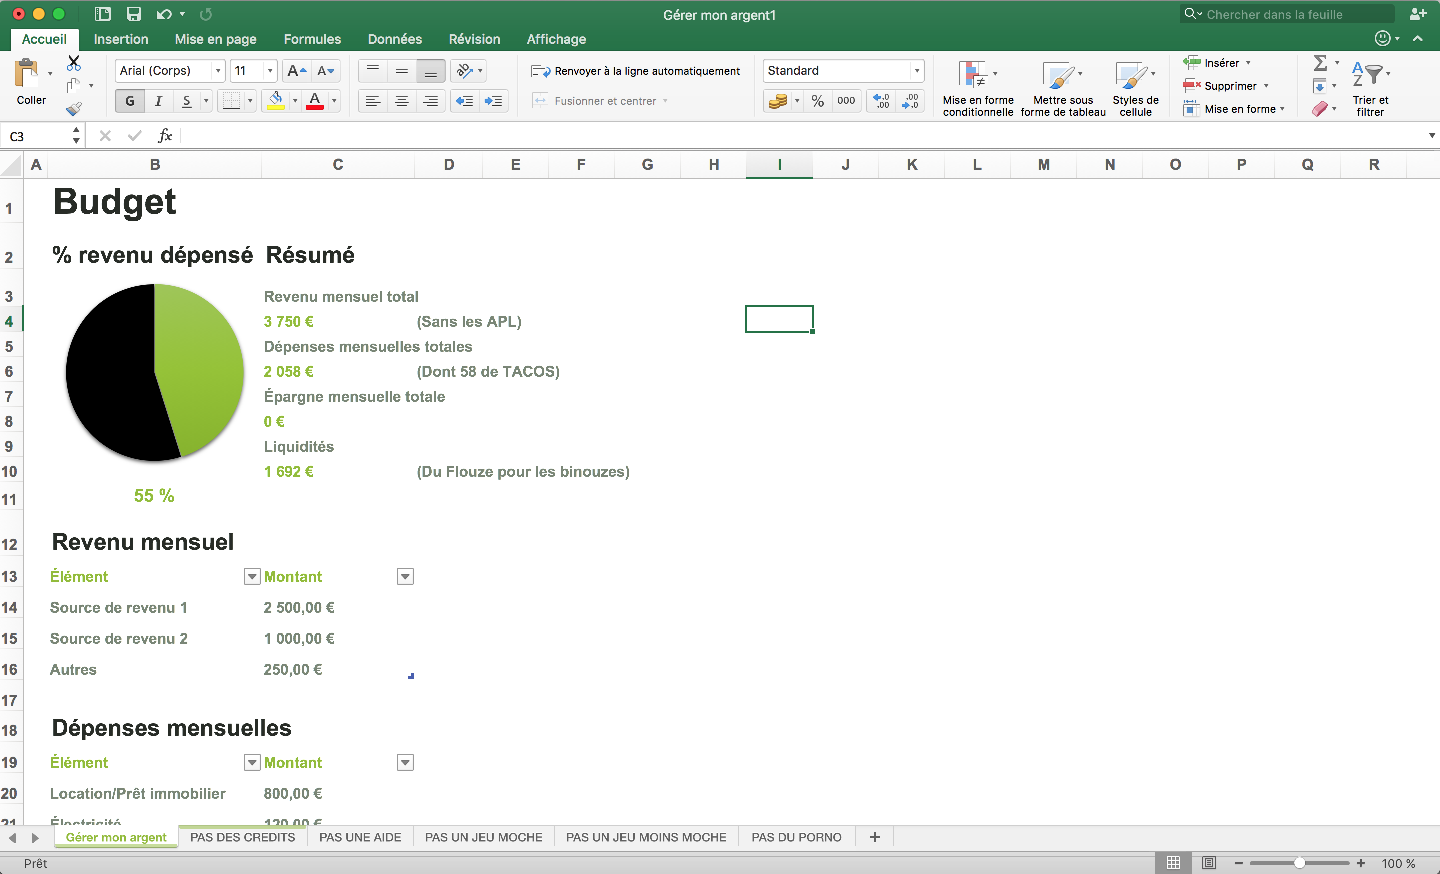 Gérer mon argent1
Chercher dans la feuille
Accueil Insertion Mise en page Formules Données Révision Affichage
Coller
Arial (Corps) 11 A A
G I S A
Renvoyer à la ligne automatiquement
Fusionner et centrer
Standard
% 000 ,0 ,00 ,00 ,0
Mise en forme conditionnelle
Mettre sous forme de tableau
Styles de cellule
Insérer
Supprimer
Mise en forme
Σ
A Z
Trier et filtrer
C3 fx
A B C D E F G H I J K L M N O P Q R
1 Budget
2 % revenu dépensé Résumé
3 Revenu mensuel total
4 3 750 € (Sans les APL)
5 Dépenses mensuelles totales
6 2 058 € (Dont 58 de TACOS)
7 Épargne mensuelle totale
8 0 €
9 Liquidités
10 1 692 € (Du Flouze pour les binouzes)
11 55 %
12 Revenu mensuel
13 Élément Montant
14 Source de revenu 1 2 500,00 €
15 Source de revenu 2 1 000,00 €
16 Autres 250,00 €
17
18 Dépenses mensuelles
19 Élément Montant
20 Location/Prêt immobilier 800,00 €
21 Électricité 120,00 €
Gérer mon argent PAS DES CREDITS PAS UNE AIDE PAS UN JEU MOCHE PAS UN JEU MOINS MOCHE PAS DU PORNO +
Prêt 100 %